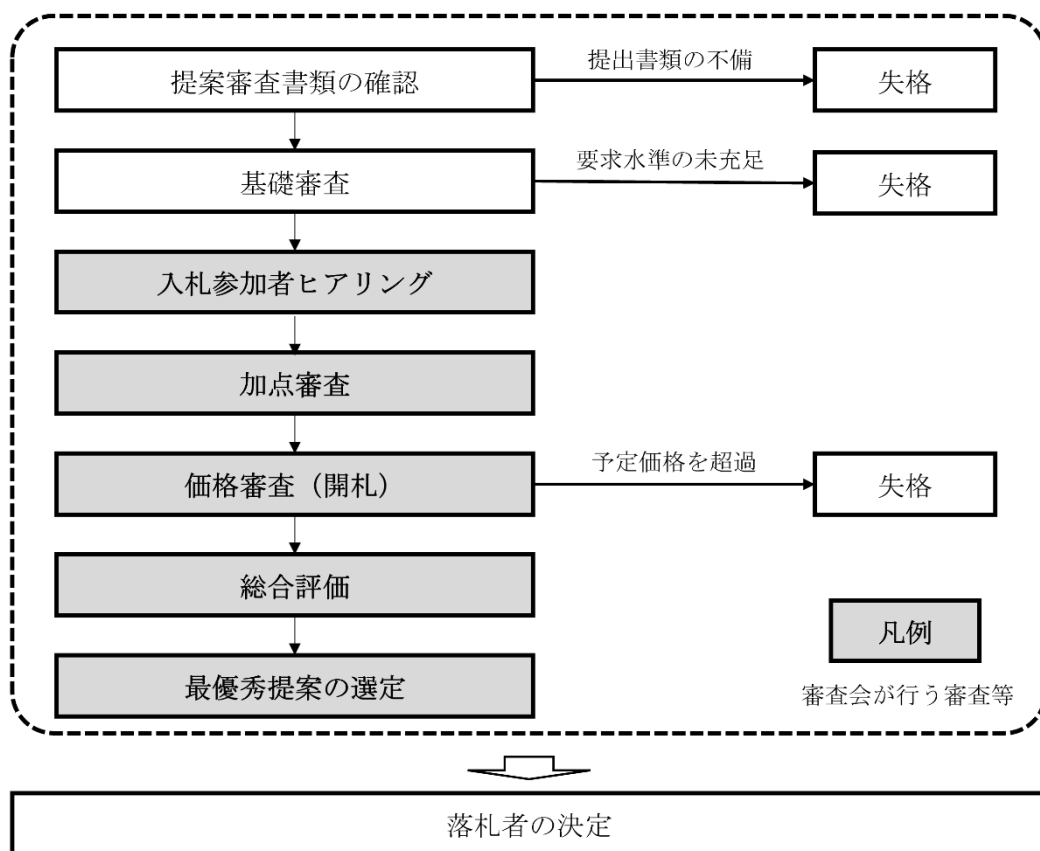 提案審査書類の確認
提出書類の不備
失格
基礎審査
要求水準の未充足
失格
入札参加者ヒアリング
加点審査
価格審査（開札）
予定価格を超過
失格
総合評価
最優秀提案の選定
凡例
審査会が行う審査等
落札者の決定